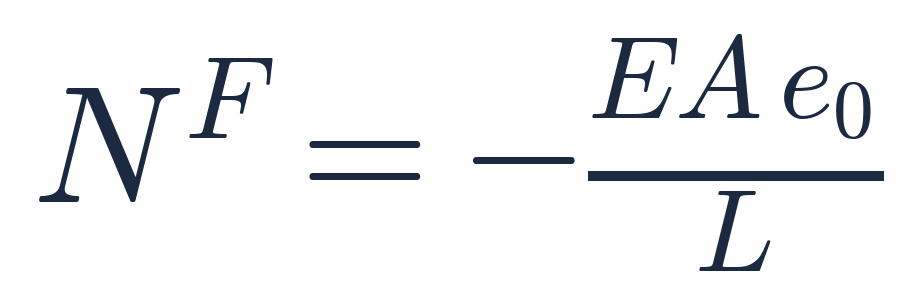 N^F = -\frac{EA e_0}{L}